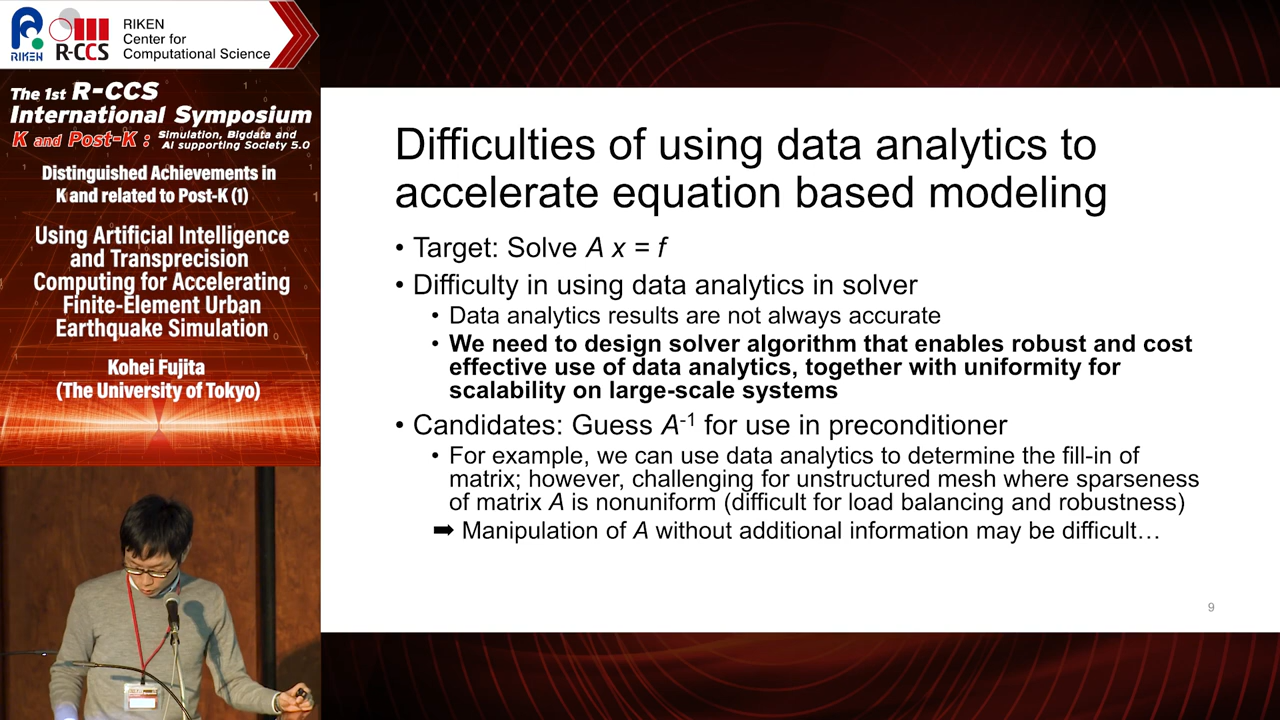 RIKEN
R-CCS
RIKEN
Center for
Computational Science
The 1st R-CCS
International Symposium
K and Post-K : Simulation, Bigdata and
AI supporting Society 5.0
Distinguished Achievements in
K and related to Post-K (1)
Using Artificial Intelligence
and Transprecision
Computing for Accelerating
Finite-Element Urban
Earthquake Simulation
Kohei Fujita
(The University of Tokyo)
Difficulties of using data analytics to
accelerate equation based modeling
• Target: Solve A x = f
• Difficulty in using data analytics in solver
• Data analytics results are not always accurate
• We need to design solver algorithm that enables robust and cost
effective use of data analytics, together with uniformity for
scalability on large-scale systems
• Candidates: Guess A⁻¹ for use in preconditioner
• For example, we can use data analytics to determine the fill-in of
matrix; however, challenging for unstructured mesh where sparseness
of matrix A is nonuniform (difficult for load balancing and robustness)
➡ Manipulation of A without additional information may be difficult…
9